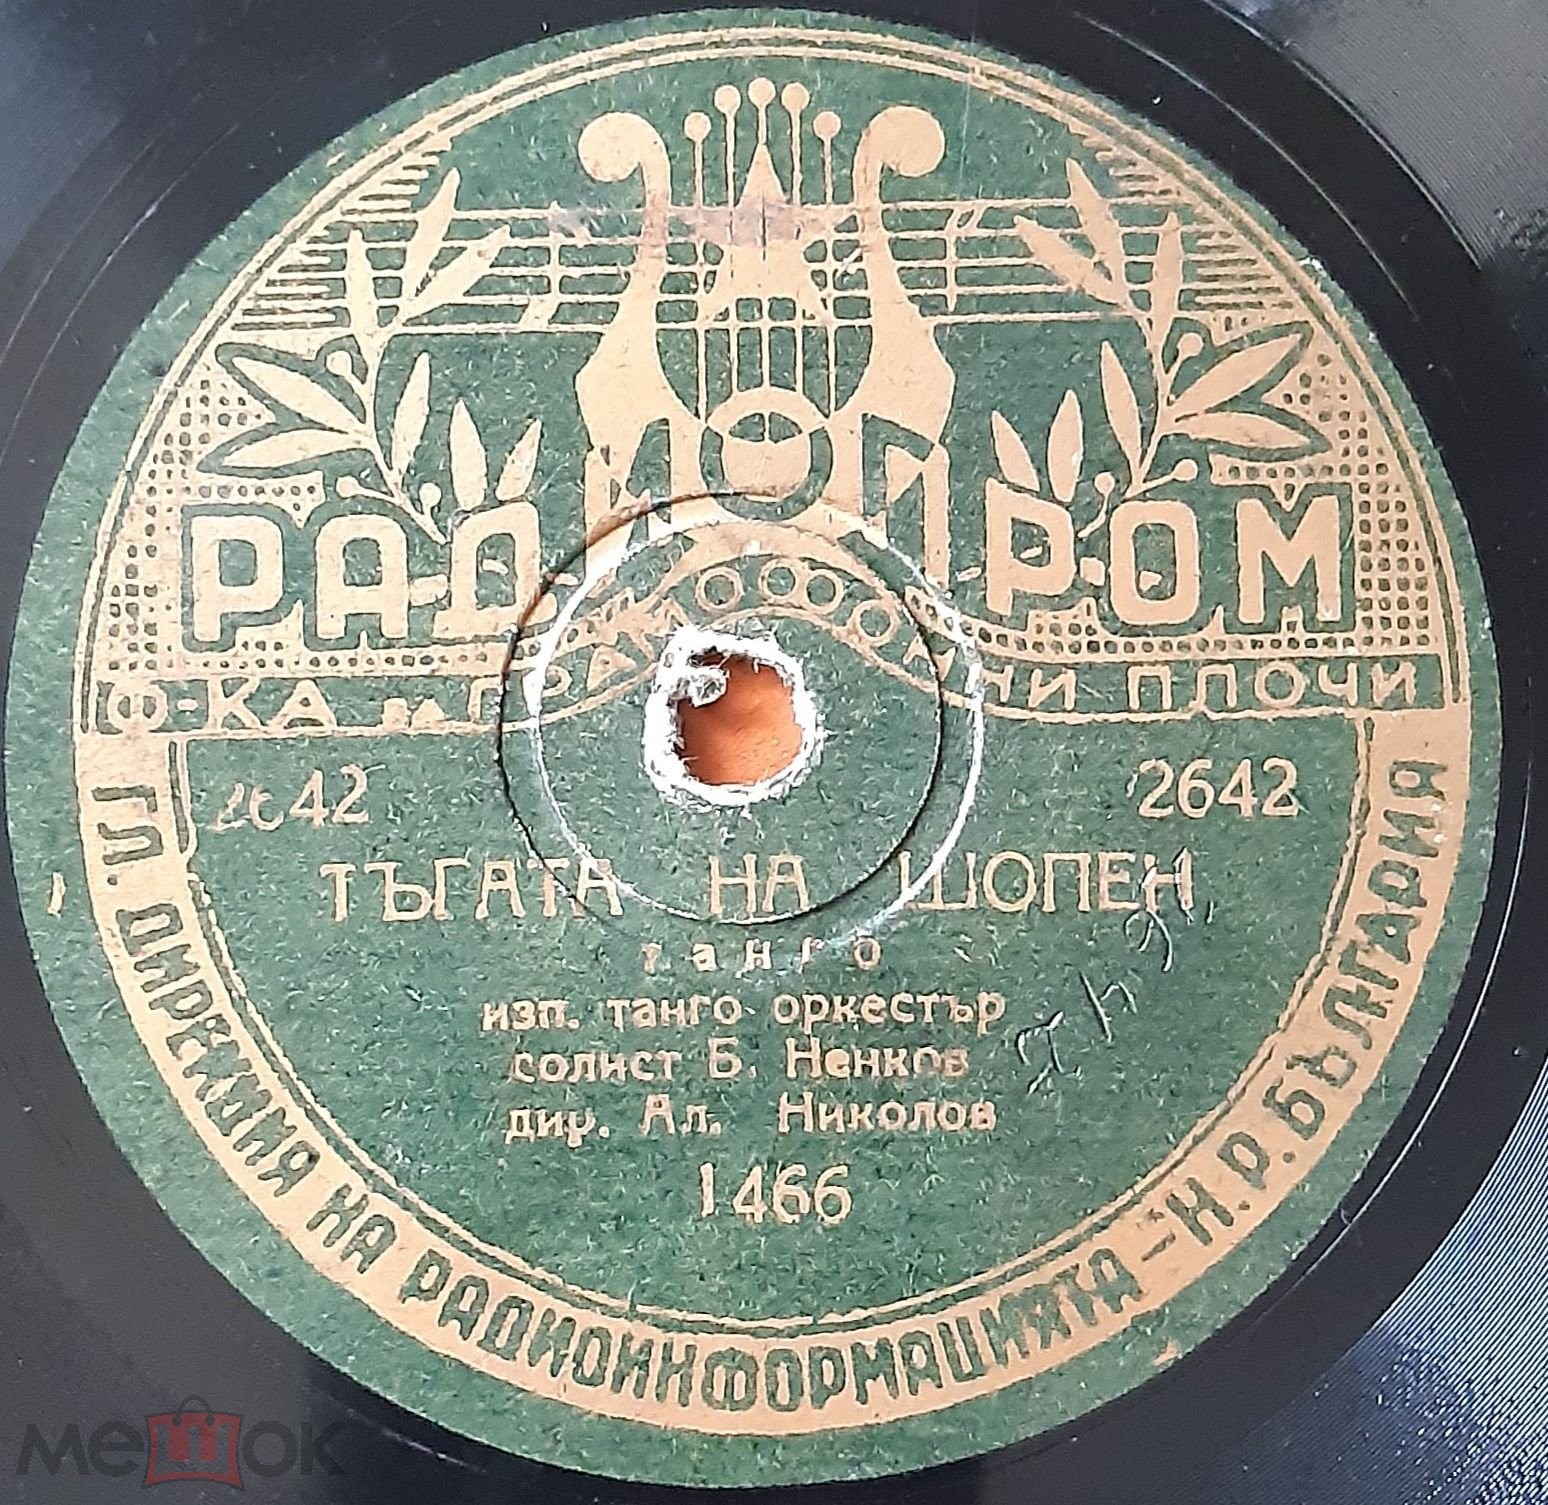 РАДИОПРОМ
Ф-КА за ГРАМОФОННИ ПЛОЧИ
2642 2642
ТЪГАТА НА ШОПЕН
танго
изп. танго оркестър
солист Б. Ненков
дир. Ал. Николов
1466
ГЛ. ДИРЕКЦИЯ НА РАДИОИНФОРМАЦИЯТА - Н.Р. БЪЛГАРИЯ
мешок